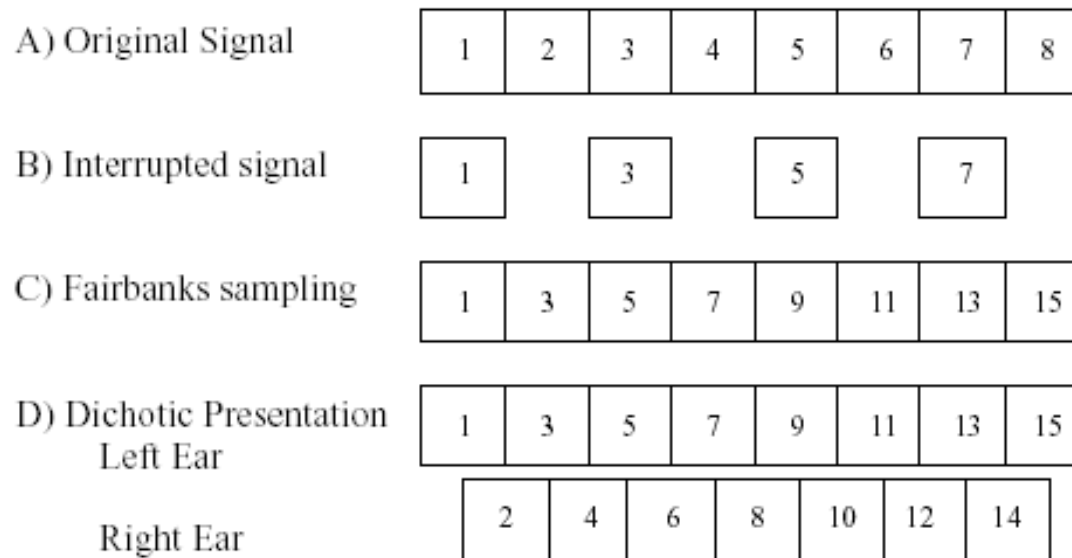 A) Original Signal 1 2 3 4 5 6 7 8
B) Interrupted signal 1 3 5 7
C) Fairbanks sampling 1 3 5 7 9 11 13 15
D) Dichotic Presentation 1 3 5 7 9 11 13 15
Left Ear
2 4 6 8 10 12 14
Right Ear